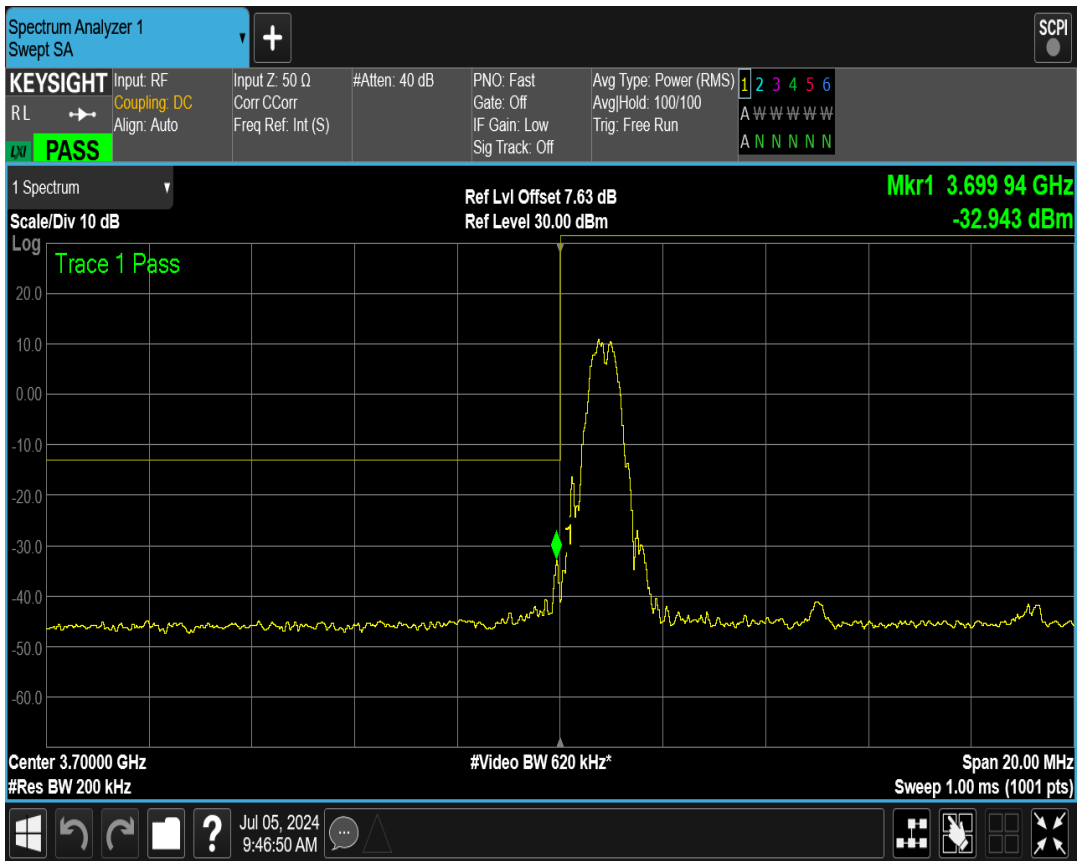 Spectrum Analyzer 1
Swept SA
SCPI
KEYSIGHT
RL
LXI PASS
Input: RF
Coupling: DC
Align: Auto
Input Z: 50 Ω
Corr CCorr
Freq Ref: Int (S)
#Atten: 40 dB
PNO: Fast
Gate: Off
IF Gain: Low
Sig Track: Off
Avg Type: Power (RMS)
Avg|Hold: 100/100
Trig: Free Run
1 2 3 4 5 6
A W W W W W
A N N N N N
1 Spectrum
Scale/Div 10 dB
Log
Ref Lvl Offset 7.63 dB
Ref Level 30.00 dBm
Mkr1 3.699 94 GHz
-32.943 dBm
Trace 1 Pass
20.0
10.0
0.00
-10.0
-20.0
-30.0
-40.0
-50.0
-60.0
1
Center 3.70000 GHz
#Res BW 200 kHz
#Video BW 620 kHz*
Span 20.00 MHz
Sweep 1.00 ms (1001 pts)
?
Jul 05, 2024
9:46:50 AM